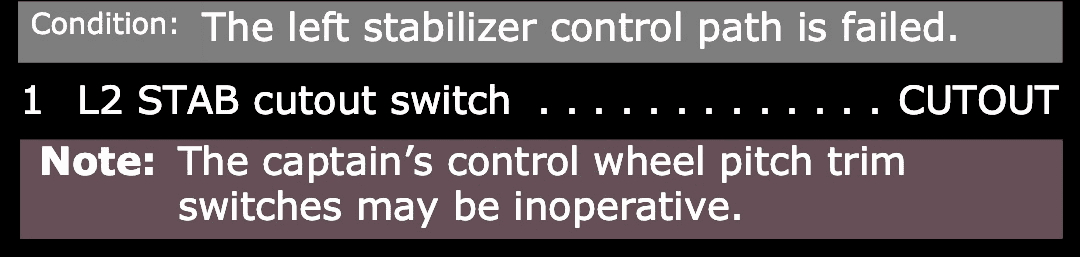 Condition: The left stabilizer control path is failed.
1 L2 STAB cutout switch . . . . . . . . . . . . . CUTOUT
Note: The captain’s control wheel pitch trim
switches may be inoperative.